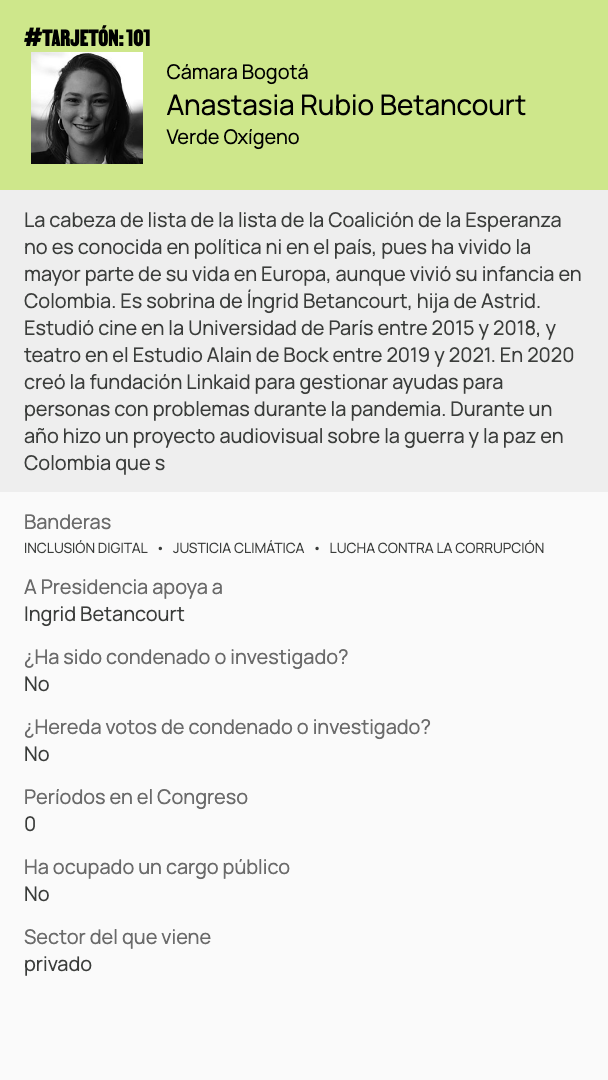 #TARJETÓN: 101
Cámara Bogotá
Anastasia Rubio Betancourt
Verde Oxígeno
La cabeza de lista de la lista de la Coalición de la Esperanza
no es conocida en política ni en el país, pues ha vivido la
mayor parte de su vida en Europa, aunque vivió su infancia en
Colombia. Es sobrina de Íngrid Betancourt, hija de Astrid.
Estudió cine en la Universidad de París entre 2015 y 2018, y
teatro en el Estudio Alain de Bock entre 2019 y 2021. En 2020
creó la fundación Linkaid para gestionar ayudas para
personas con problemas durante la pandemia. Durante un
año hizo un proyecto audiovisual sobre la guerra y la paz en
Colombia que s
Banderas
INCLUSIÓN DIGITAL • JUSTICIA CLIMÁTICA • LUCHA CONTRA LA CORRUPCIÓN
A Presidencia apoya a
Ingrid Betancourt
¿Ha sido condenado o investigado?
No
¿Hereda votos de condenado o investigado?
No
Períodos en el Congreso
0
Ha ocupado un cargo público
No
Sector del que viene
privado